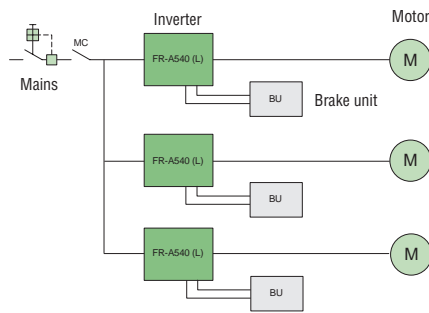 Inverter
Motor
MC
FR-A540 (L)
M
Mains
BU
Brake unit
FR-A540 (L)
M
BU
FR-A540 (L)
M
BU